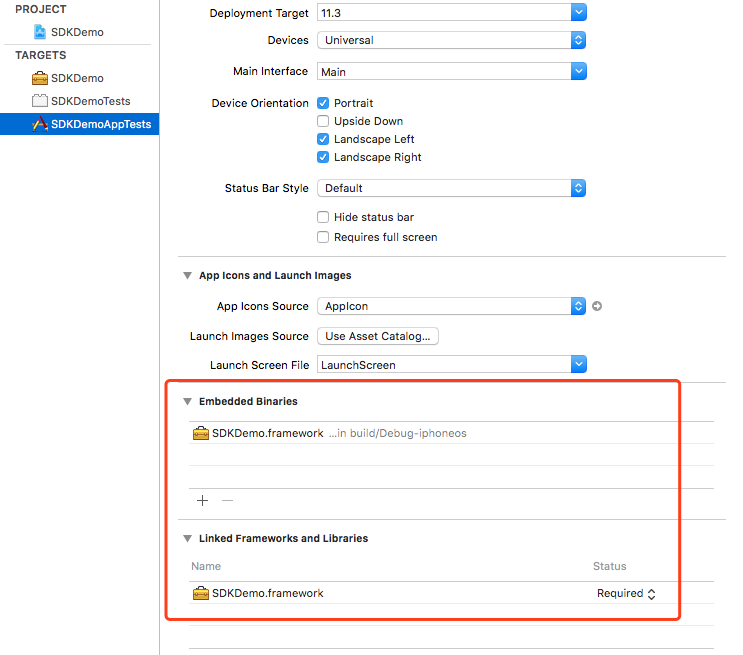 PROJECT
SDKDemo
TARGETS
SDKDemo
SDKDemoTests
SDKDemoAppTests
Deployment Target 11.3
Devices Universal
Main Interface Main
Device Orientation Portrait
Upside Down
Landscape Left
Landscape Right
Status Bar Style Default
Hide status bar
Requires full screen
App Icons and Launch Images
App Icons Source AppIcon
Launch Images Source Use Asset Catalog...
Launch Screen File LaunchScreen
Embedded Binaries
SDKDemo.framework ...in build/Debug-iphoneos
Linked Frameworks and Libraries
Name Status
SDKDemo.framework Required